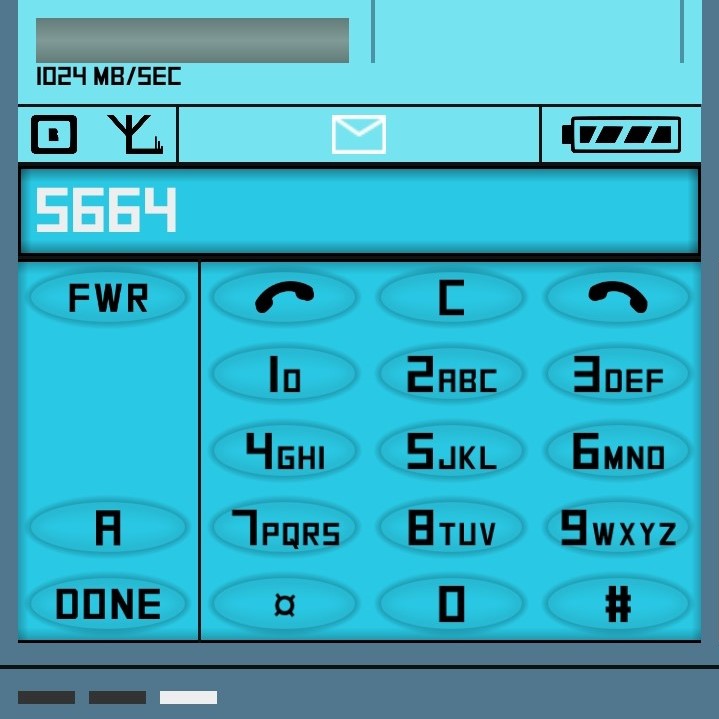 1024 MB/SEC
B
5664
FWR
C
1O 2ABC 3DEF
4GHI 5JKL 6MNO
A 7PQRS 8TUV 9WXYZ
DONE ¤ 0 #